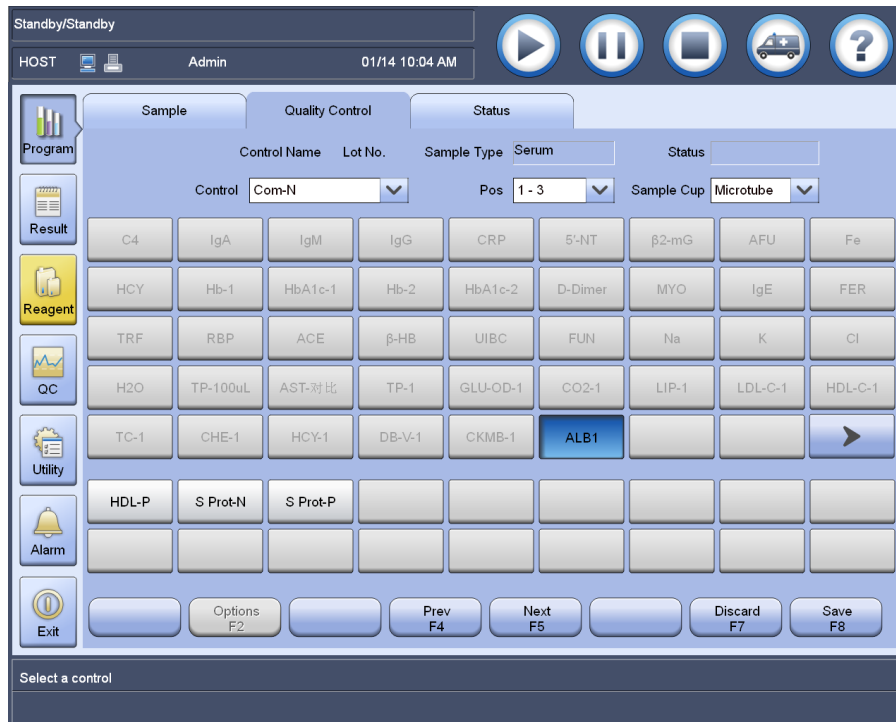 Standby/Standby
HOST Admin 01/14 10:04 AM
?
Program
Result
Reagent
QC
Utility
Alarm
Exit
Sample Quality Control Status
Control Name Lot No. Sample Type Serum Status
Control Com-N Pos 1 - 3 Sample Cup Microtube
C4 IgA IgM IgG CRP 5'-NT β2-mG AFU Fe
HCY Hb-1 HbA1c-1 Hb-2 HbA1c-2 D-Dimer MYO IgE FER
TRF RBP ACE β-HB UIBC FUN Na K Cl
H2O TP-100uL AST-对比 TP-1 GLU-OD-1 CO2-1 LIP-1 LDL-C-1 HDL-C-1
TC-1 CHE-1 HCY-1 DB-V-1 CKMB-1 ALB1
HDL-P S Prot-N S Prot-P
Options Prev Next Discard Save
F2 F4 F5 F7 F8
Select a control